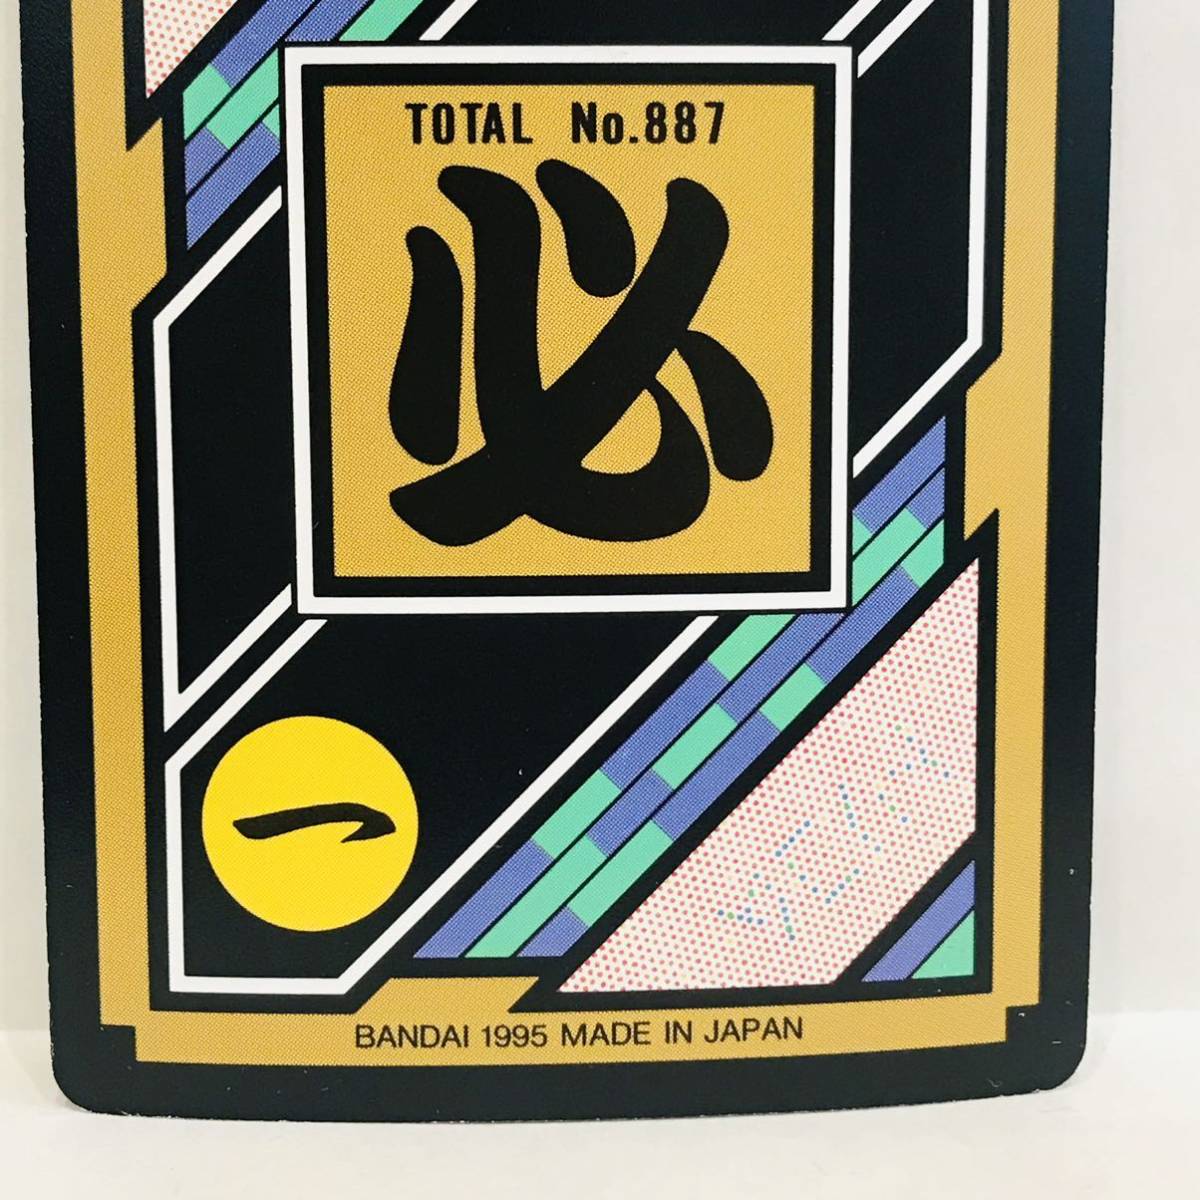 TOTAL No.887
必
一
BANDAI 1995 MADE IN JAPAN